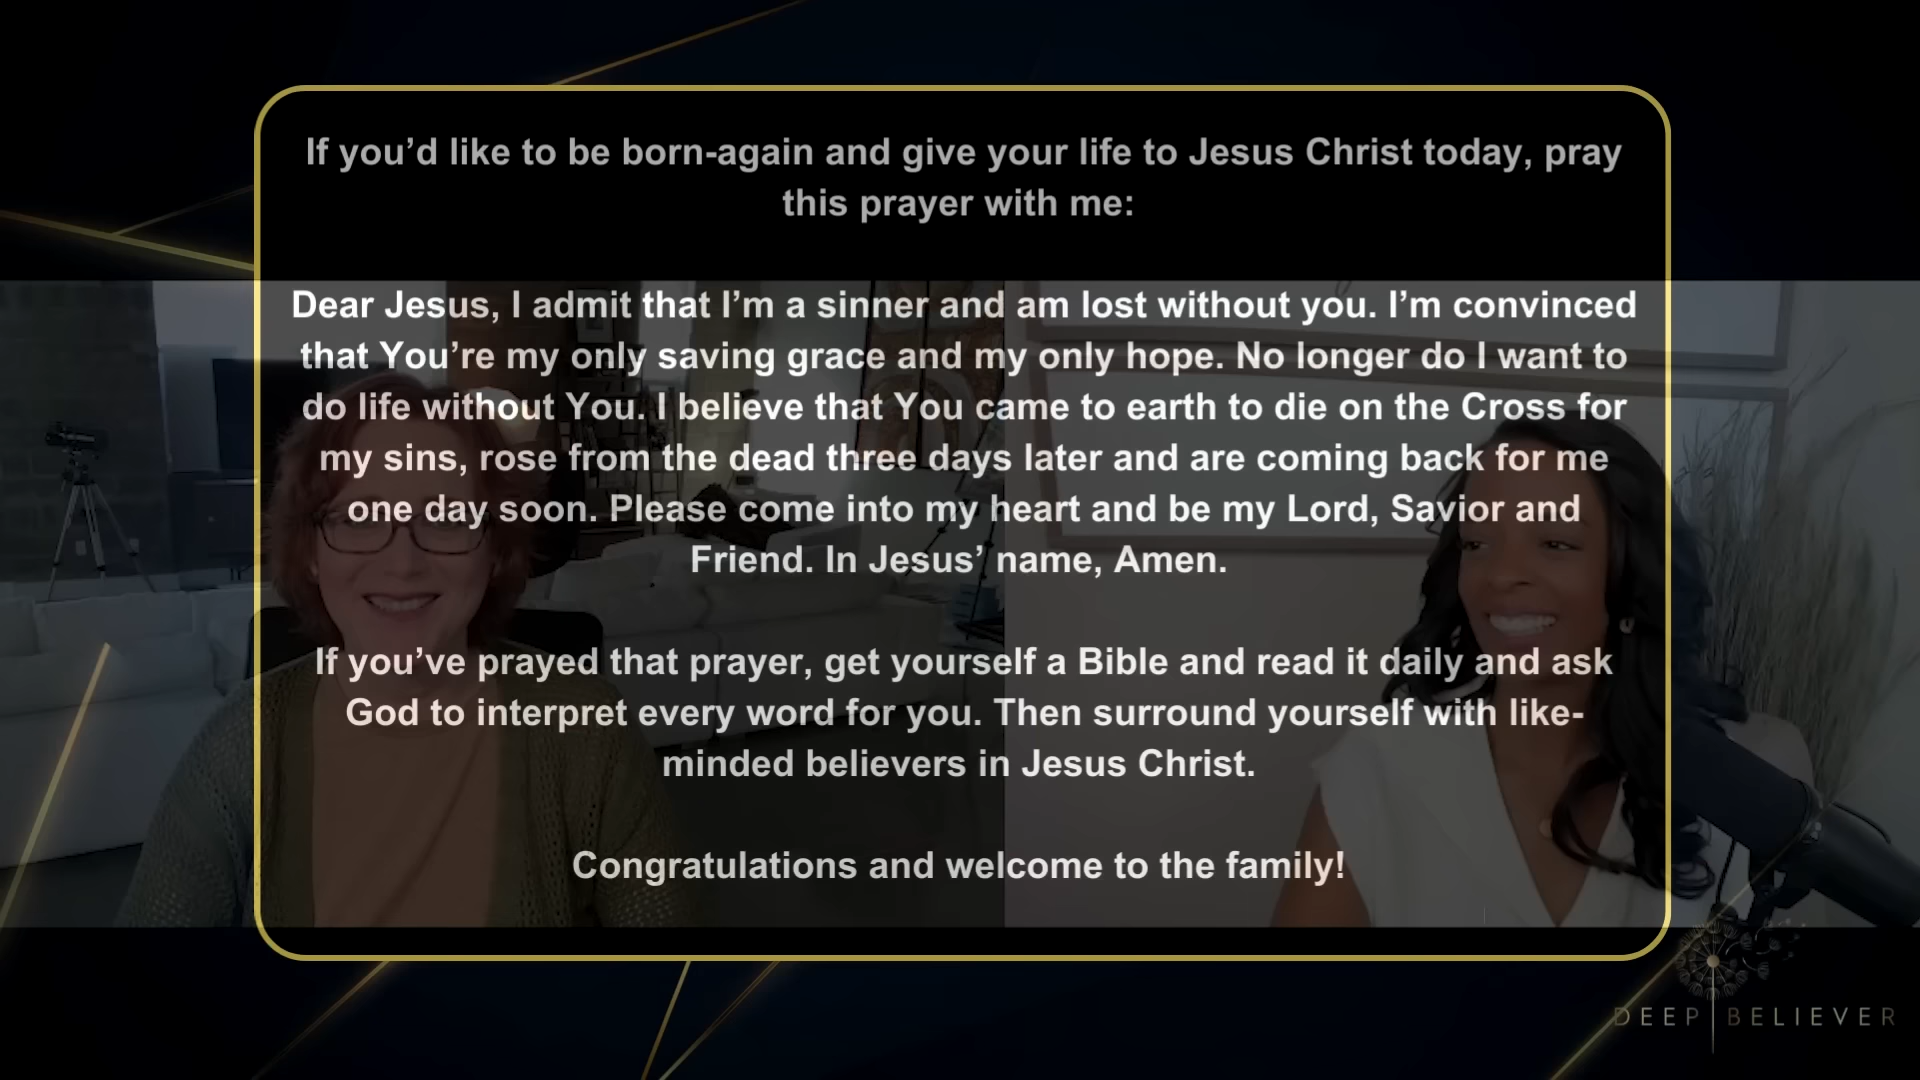 If you’d like to be born-again and give your life to Jesus Christ today, pray
this prayer with me:
Dear Jesus, I admit that I’m a sinner and am lost without you. I’m convinced
that You’re my only saving grace and my only hope. No longer do I want to
do life without You. I believe that You came to earth to die on the Cross for
my sins, rose from the dead three days later and are coming back for me
one day soon. Please come into my heart and be my Lord, Savior and
Friend. In Jesus’ name, Amen.
If you’ve prayed that prayer, get yourself a Bible and read it daily and ask
God to interpret every word for you. Then surround yourself with like-
minded believers in Jesus Christ.
Congratulations and welcome to the family!
DEEP BELIEVER